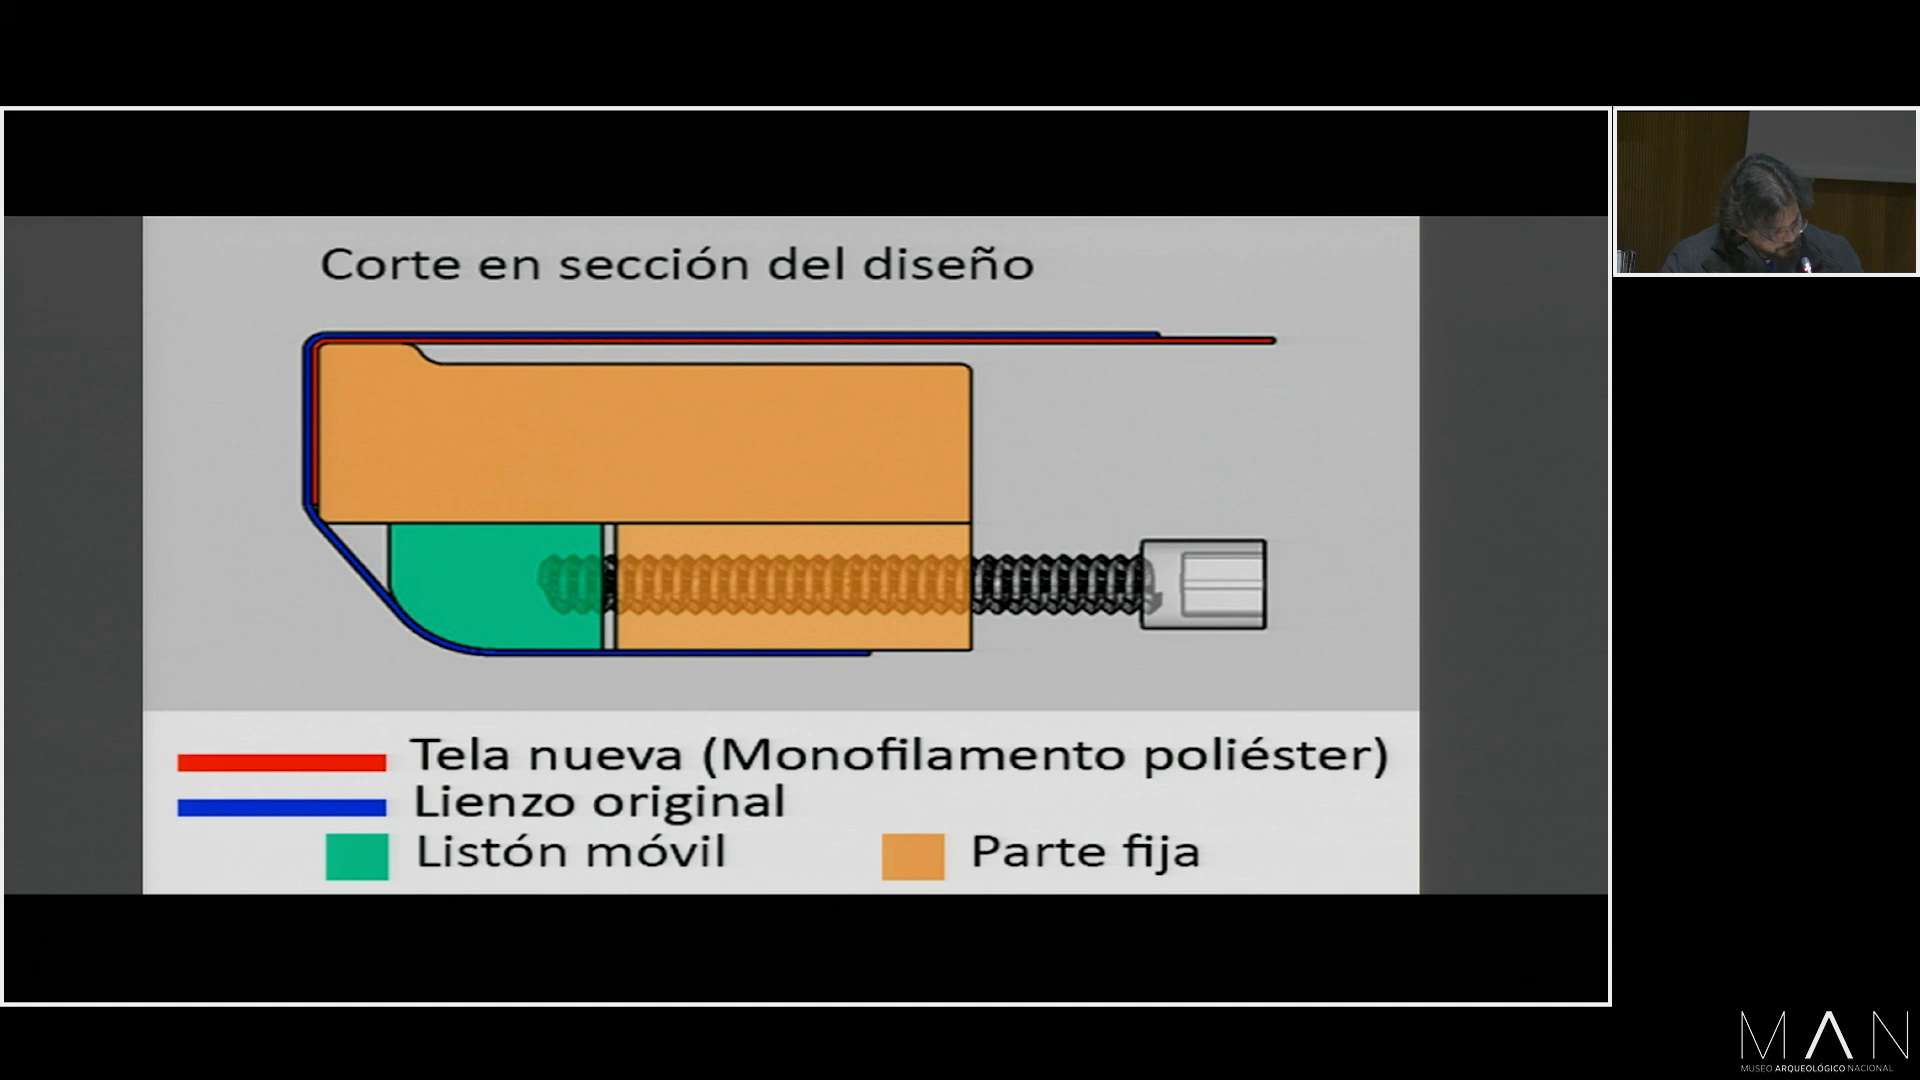 Corte en sección del diseño
Tela nueva (Monofilamento poliéster)
Lienzo original
Listón móvil
Parte fija
MAN
MUSEO ARQUEOLÓGICO NACIONAL